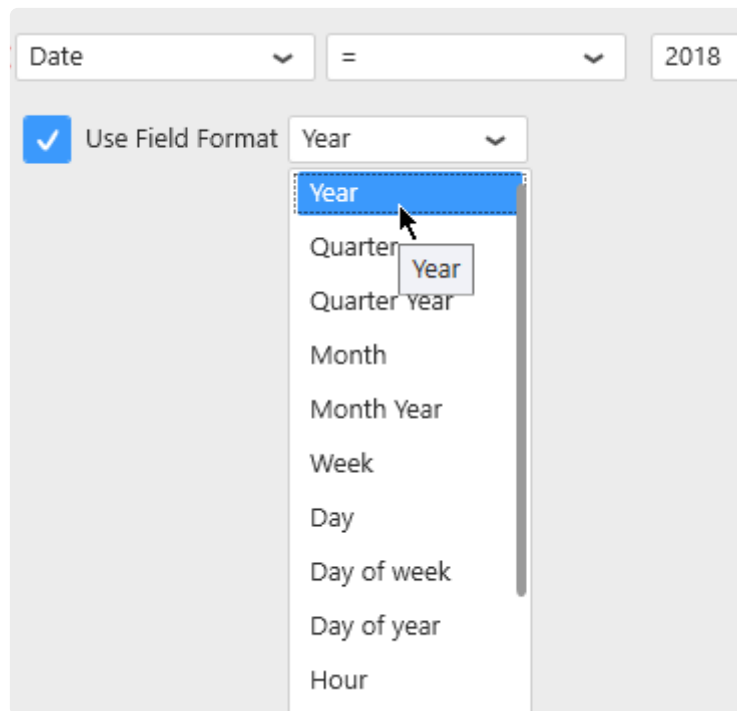 Date = 2018
Use Field Format Year
Year
Quarter
Year
Quarter Year
Month
Month Year
Week
Day
Day of week
Day of year
Hour